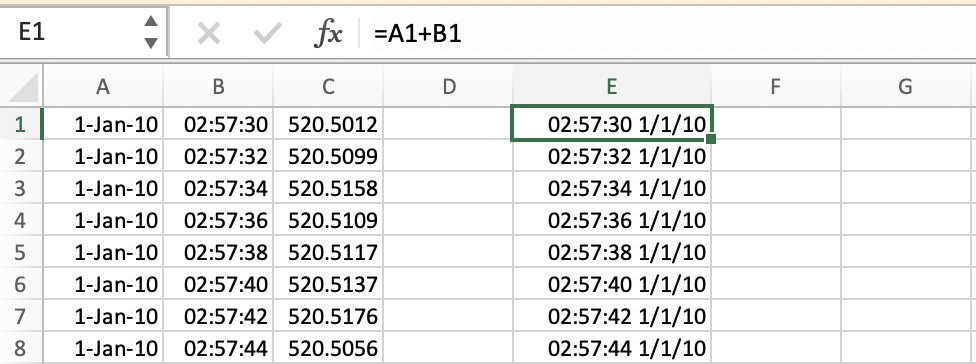 E1 fx =A1+B1
A B C D E F G
1 1-Jan-10 02:57:30 520.5012 02:57:30 1/1/10
2 1-Jan-10 02:57:32 520.5099 02:57:32 1/1/10
3 1-Jan-10 02:57:34 520.5158 02:57:34 1/1/10
4 1-Jan-10 02:57:36 520.5109 02:57:36 1/1/10
5 1-Jan-10 02:57:38 520.5117 02:57:38 1/1/10
6 1-Jan-10 02:57:40 520.5137 02:57:40 1/1/10
7 1-Jan-10 02:57:42 520.5176 02:57:42 1/1/10
8 1-Jan-10 02:57:44 520.5056 02:57:44 1/1/10